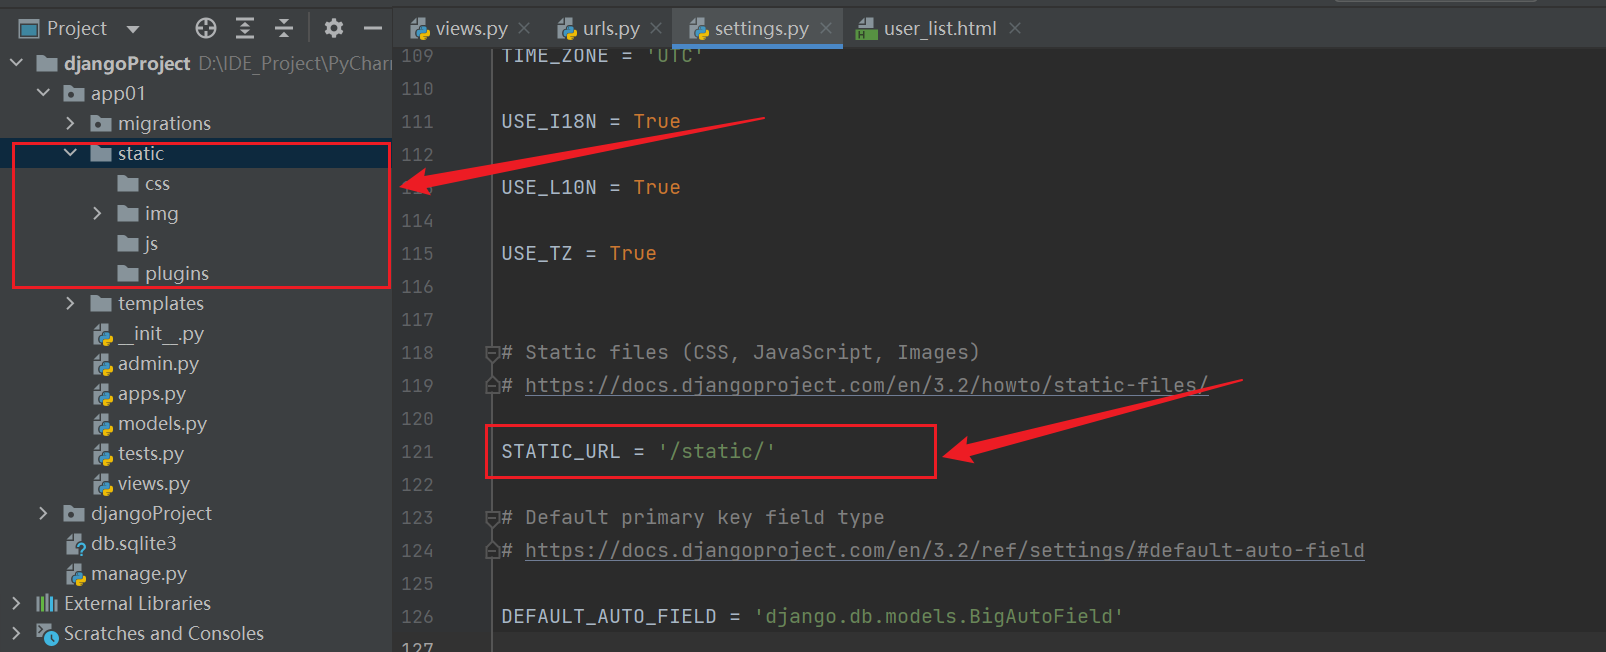 Project
views.py
urls.py
settings.py
user_list.html
djangoProject D:\IDE_Project\PyChar
app01
migrations
static
css
img
js
plugins
templates
__init__.py
admin.py
apps.py
models.py
tests.py
views.py
djangoProject
db.sqlite3
manage.py
External Libraries
Scratches and Consoles
109 TIME_ZONE = 'UTC'
110
111 USE_I18N = True
112
USE_L10N = True
114
115 USE_TZ = True
116
117
118 # Static files (CSS, JavaScript, Images)
119 # https://docs.djangoproject.com/en/3.2/howto/static-files/
120
121 STATIC_URL = '/static/'
122
123 # Default primary key field type
124 # https://docs.djangoproject.com/en/3.2/ref/settings/#default-auto-field
125
126 DEFAULT_AUTO_FIELD = 'django.db.models.BigAutoField'
127